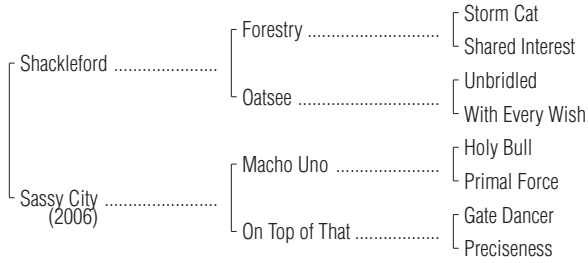 Storm Cat
Forestry
Shared Interest
Shackleford
Unbridled
Oatsee
With Every Wish
Holy Bull
Macho Uno
Primal Force
Sassy City
(2006)
Gate Dancer
On Top of That
Preciseness